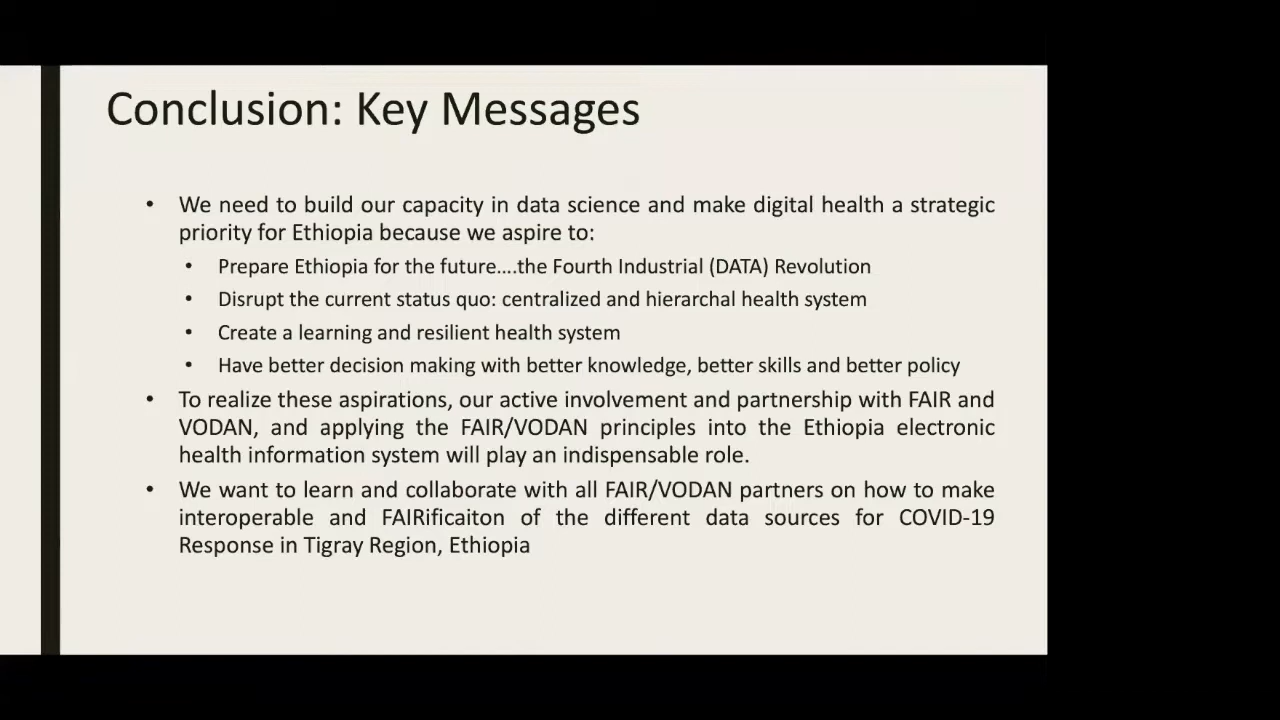 Conclusion: Key Messages
• We need to build our capacity in data science and make digital health a strategic
priority for Ethiopia because we aspire to:
• Prepare Ethiopia for the future....the Fourth Industrial (DATA) Revolution
• Disrupt the current status quo: centralized and hierarchal health system
• Create a learning and resilient health system
• Have better decision making with better knowledge, better skills and better policy
• To realize these aspirations, our active involvement and partnership with FAIR and
VODAN, and applying the FAIR/VODAN principles into the Ethiopia electronic
health information system will play an indispensable role.
• We want to learn and collaborate with all FAIR/VODAN partners on how to make
interoperable and FAIRificaiton of the different data sources for COVID-19
Response in Tigray Region, Ethiopia